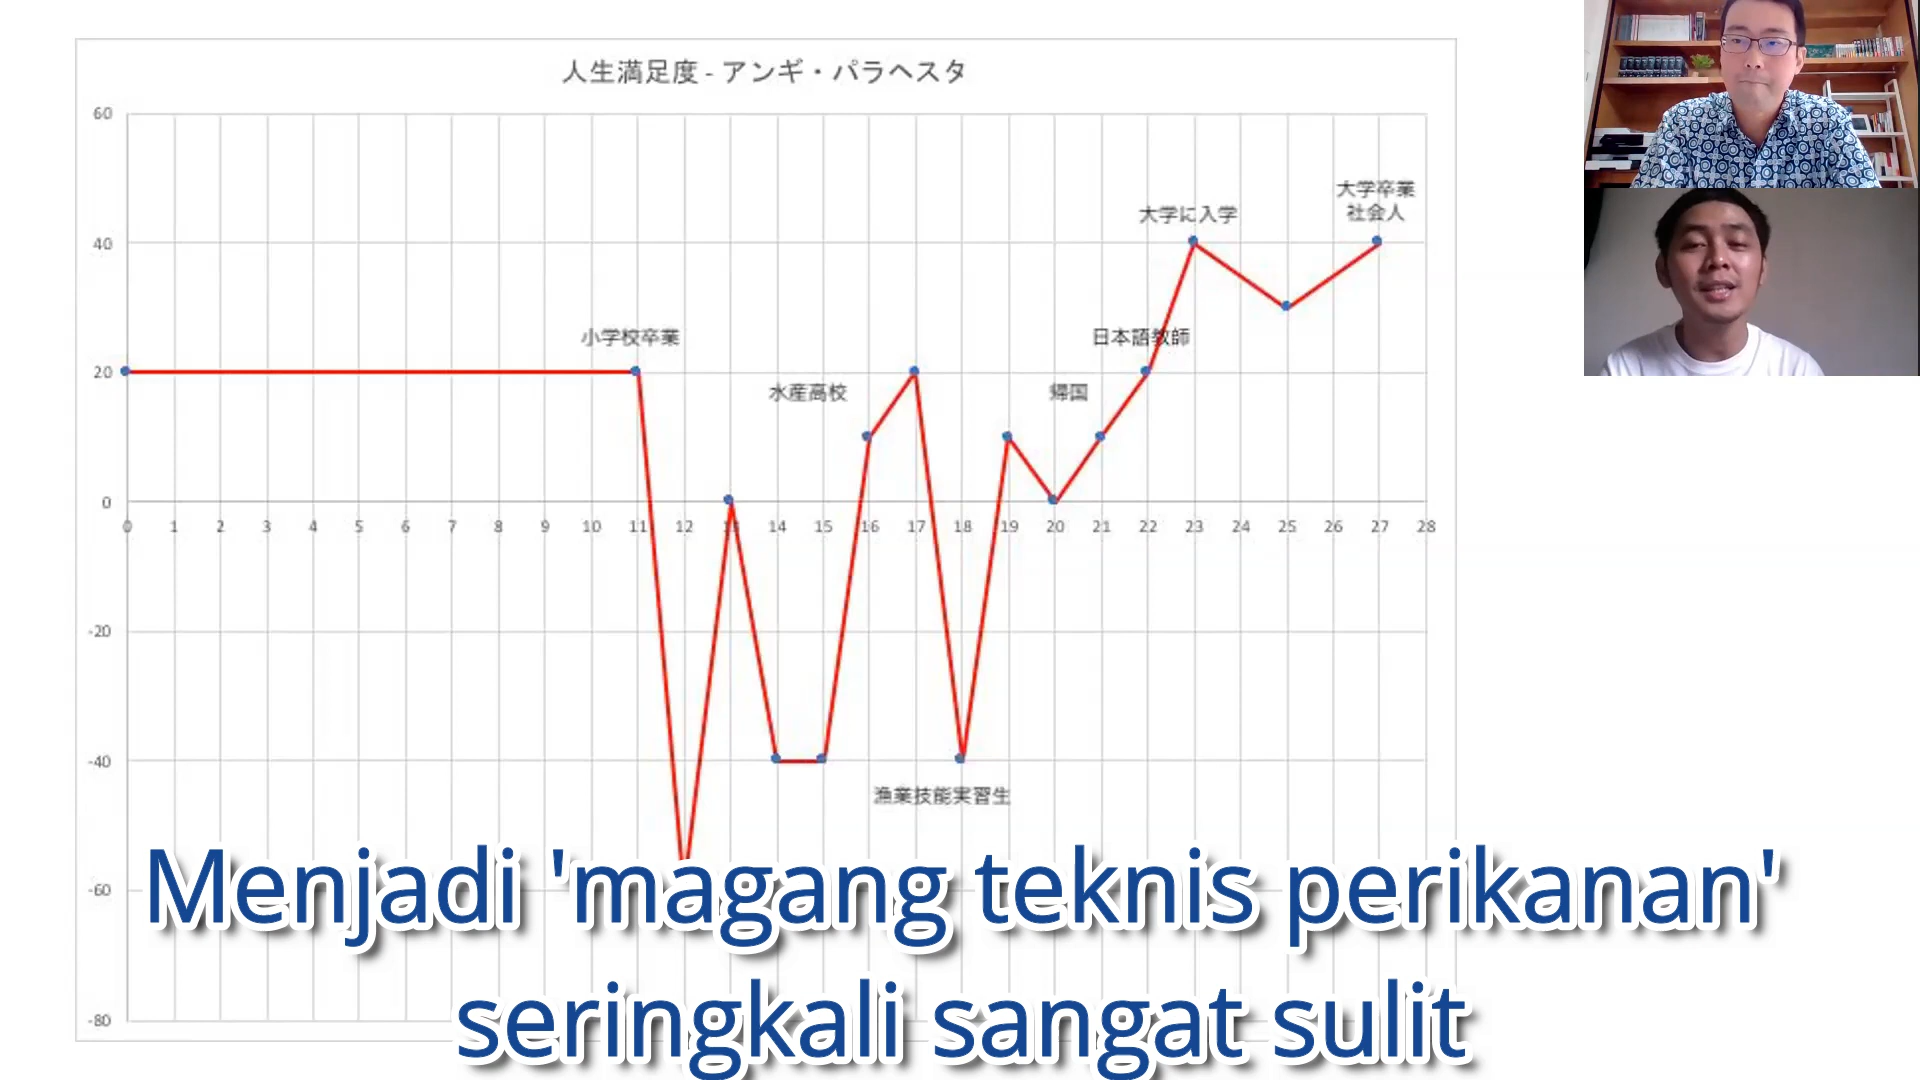 人生満足度 - アンギ・パラヘスタ
60
40
20
0
-20
-40
-60
-80
0 1 2 3 4 5 6 7 8 9 10 11 12 13 14 15 16 17 18 19 20 21 22 23 24 25 26 27 28
小学校卒業
水産高校
漁業技能実習生
帰国
日本語教師
大学に入学
大学卒業
社会人
Menjadi 'magang teknis perikanan'
seringkali sangat sulit